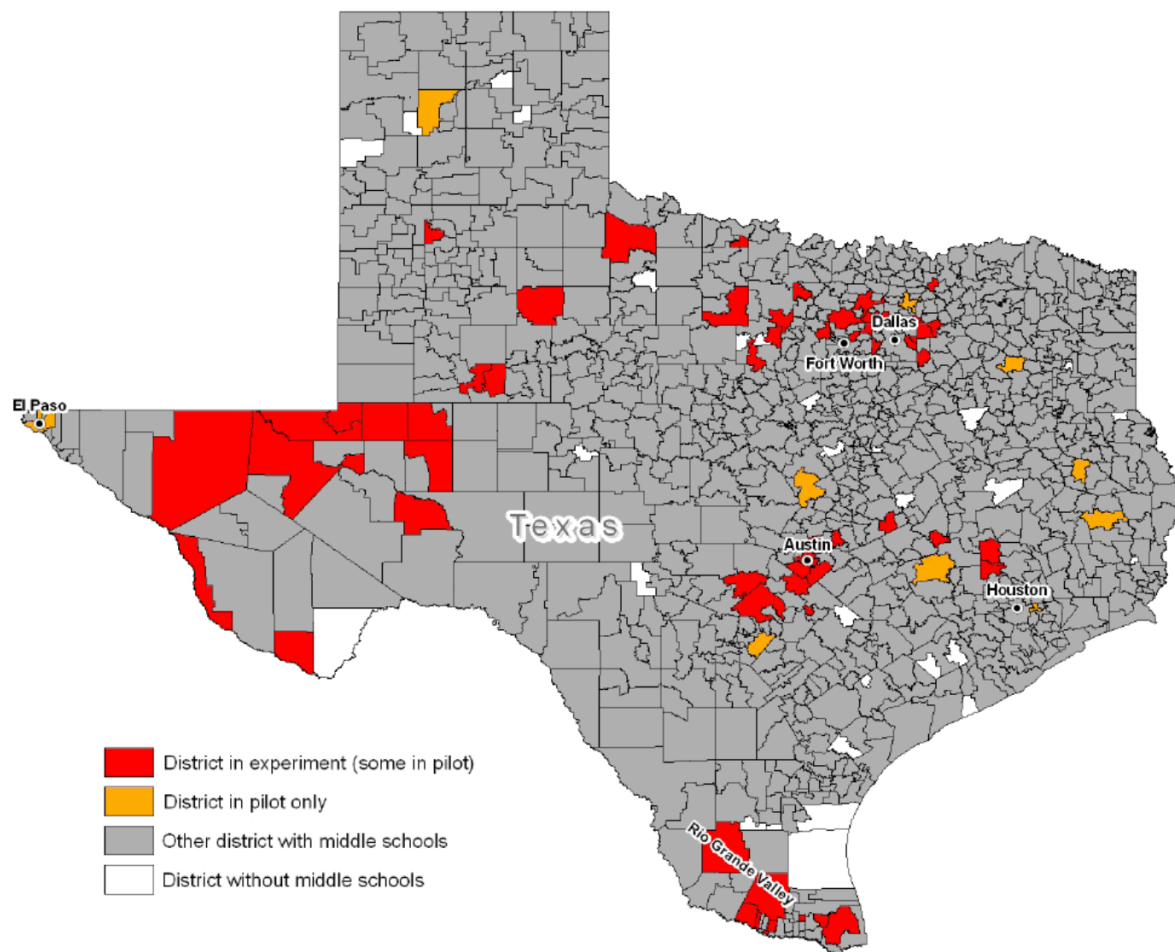 Dallas
Fort Worth
El Paso
Texas
Austin
Houston
District in experiment (some in pilot)
District in pilot only
Other district with middle schools
District without middle schools
Rio Grande Valley